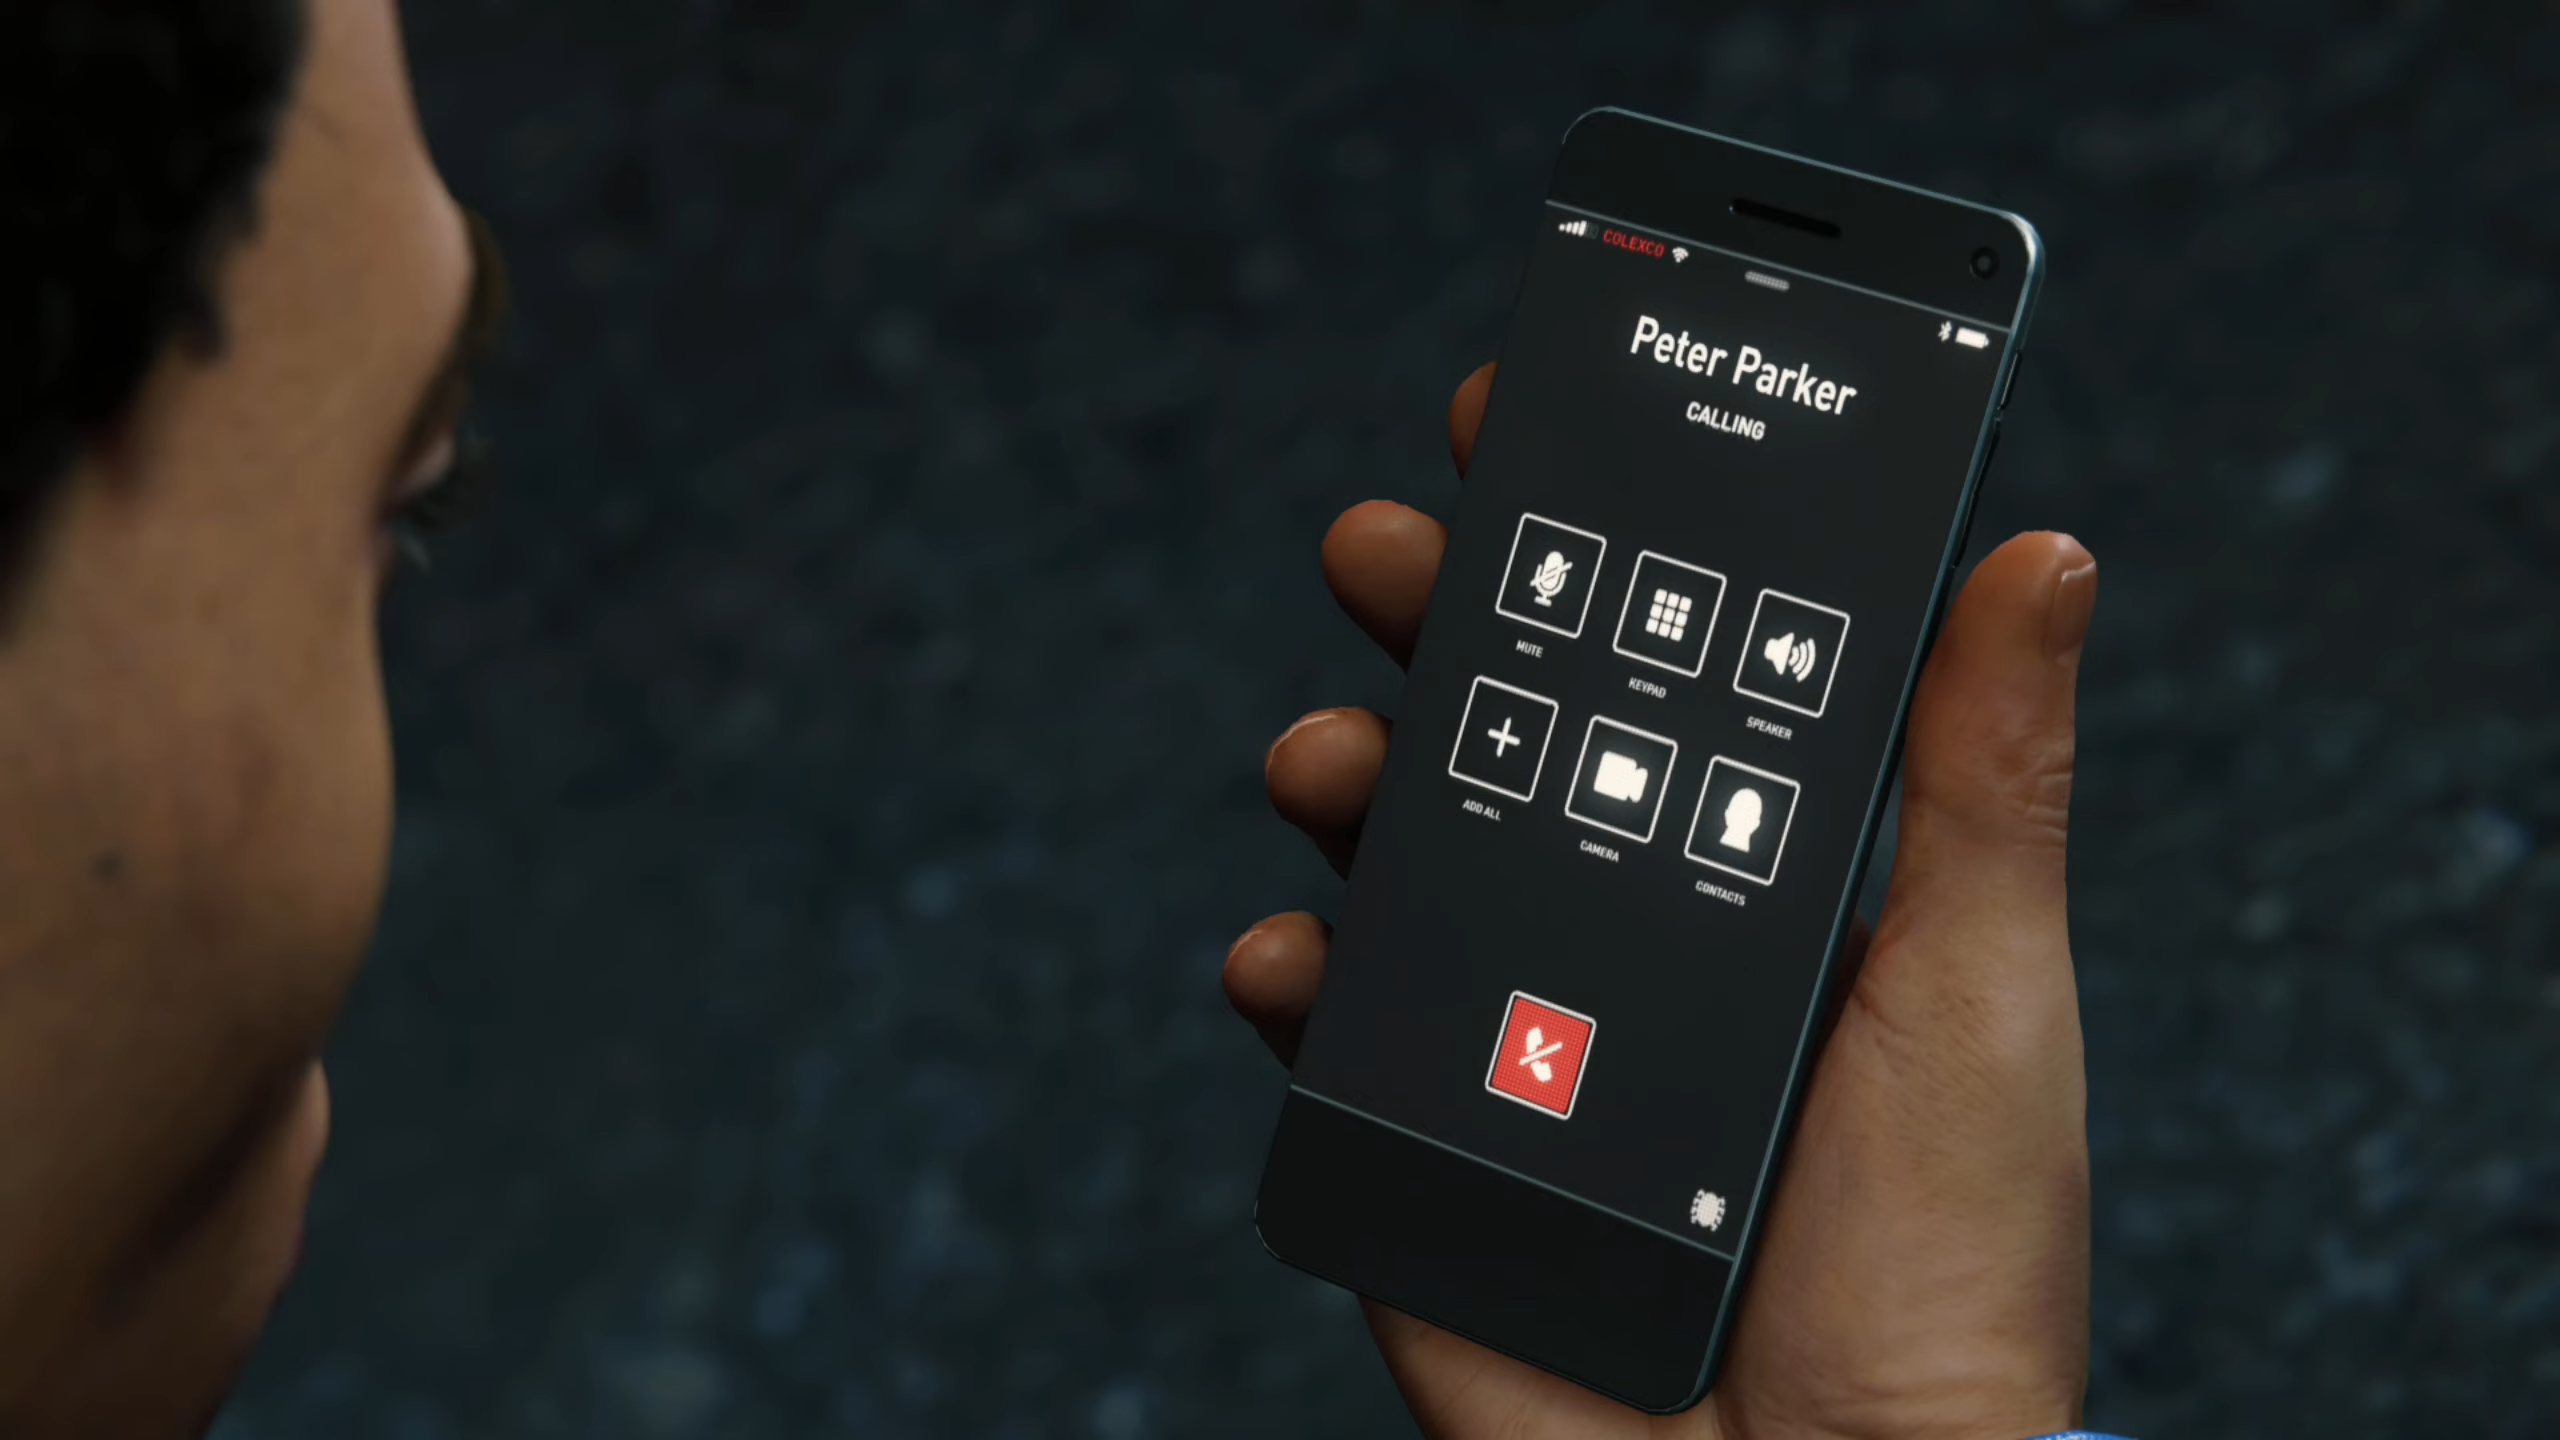 COLEXCO
Peter Parker
CALLING
MUTE
KEYPAD
SPEAKER
ADD ALL
CAMERA
CONTACTS